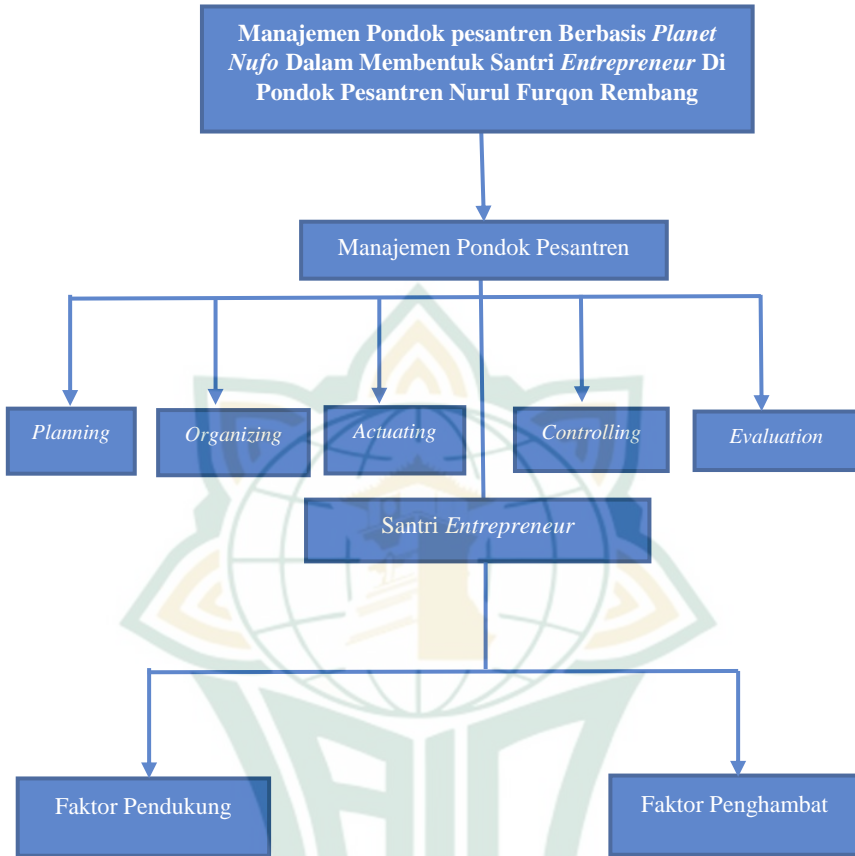 Manajemen Pondok pesantren Berbasis Planet
Nufo Dalam Membentuk Santri Entrepreneur Di
Pondok Pesantren Nurul Furqon Rembang
Manajemen Pondok Pesantren
Planning
Organizing
Actuating
Controlling
Evaluation
Santri Entrepreneur
Faktor Pendukung
Faktor Penghambat